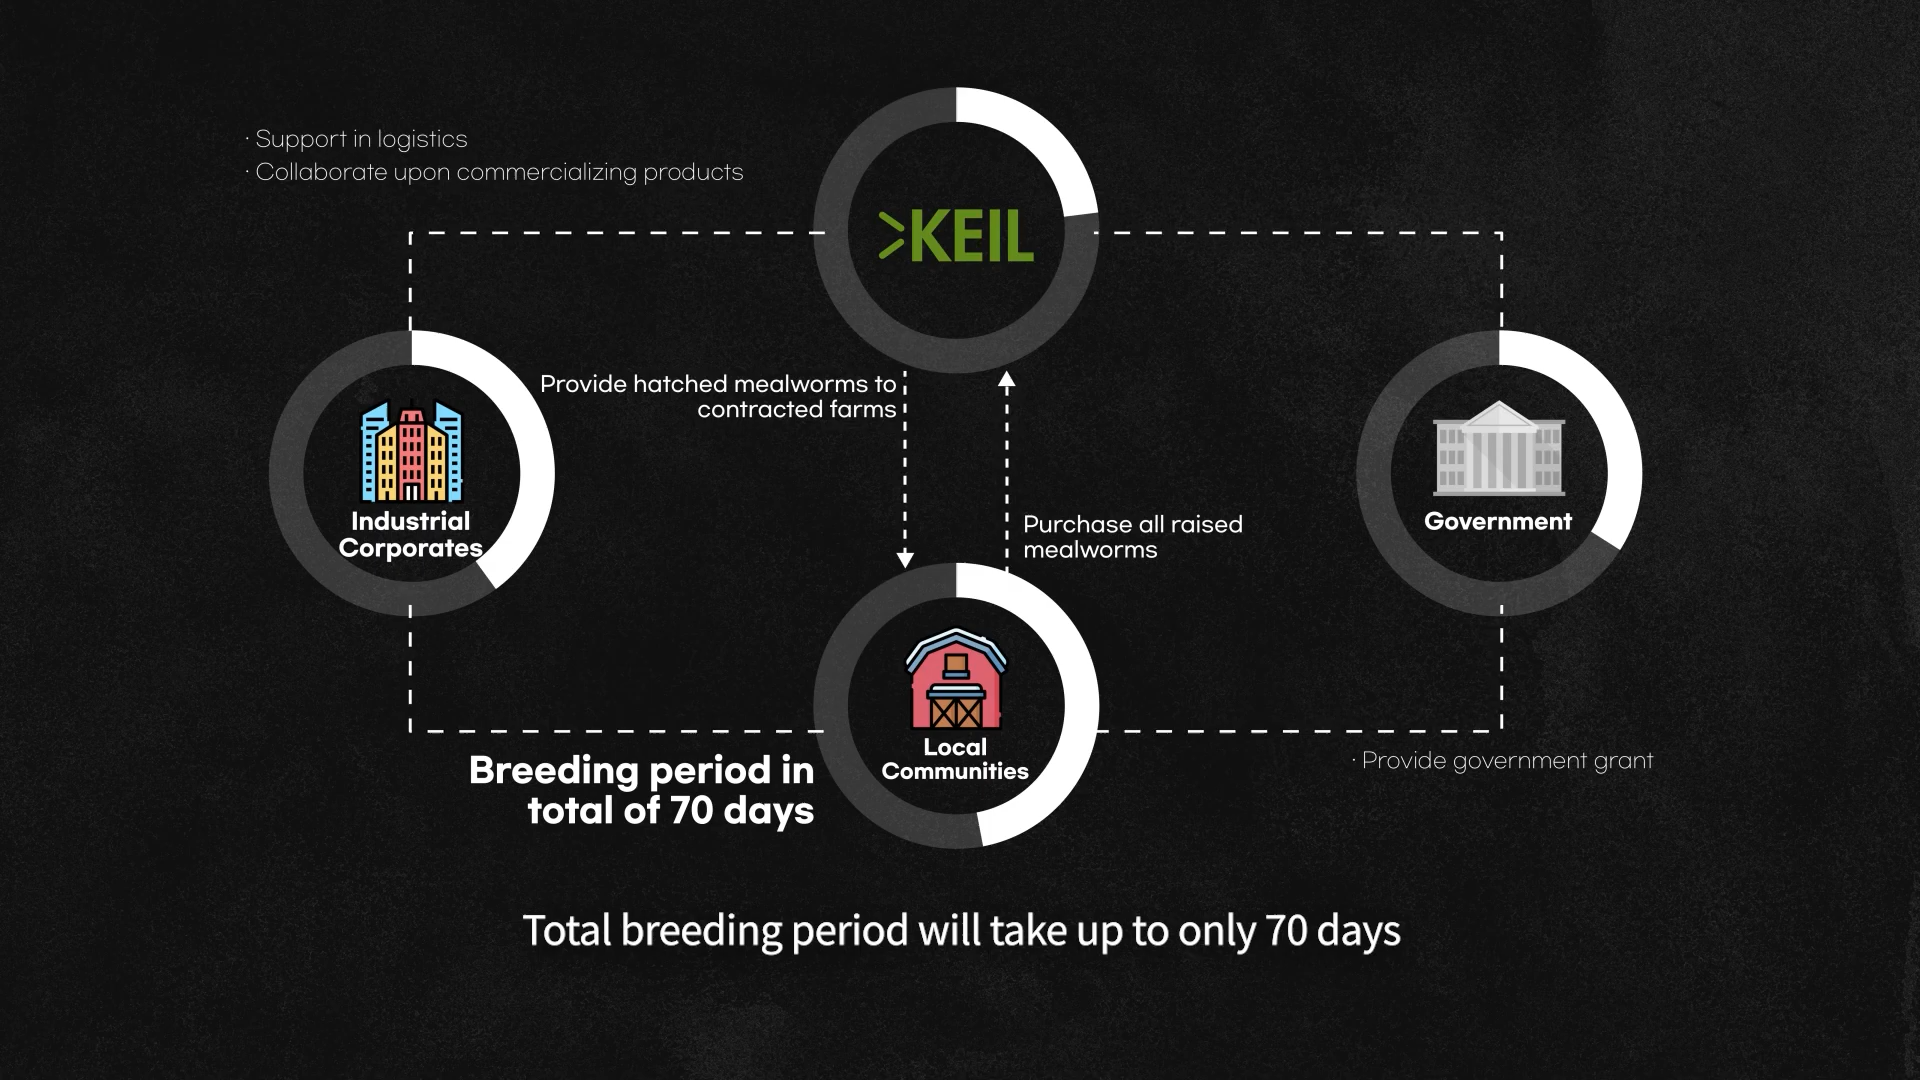 · Support in logistics
· Collaborate upon commercializing products
KEIL
Provide hatched mealworms to
contracted farms
Industrial
Corporates
Government
Purchase all raised
mealworms
Local
Communities
Breeding period in
total of 70 days
· Provide government grant
Total breeding period will take up to only 70 days